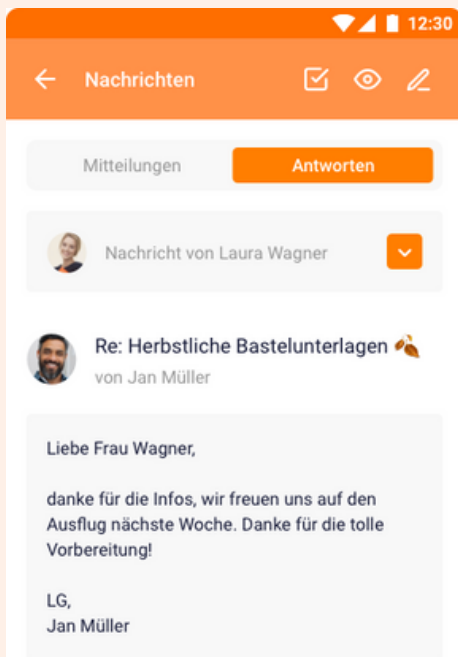 12:30
Nachrichten
Mitteilungen
Antworten
Nachricht von Laura Wagner
Re: Herbstliche Bastelunterlagen 🍂
von Jan Müller
Liebe Frau Wagner,
danke für die Infos, wir freuen uns auf den
Ausflug nächste Woche. Danke für die tolle
Vorbereitung!
LG,
Jan Müller